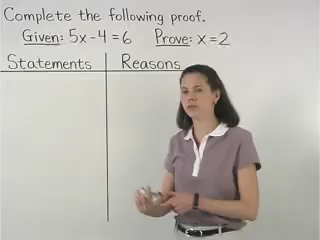 Complete the following proof.
Given: 5x-4=6 Prove: x=2
Statements Reasons